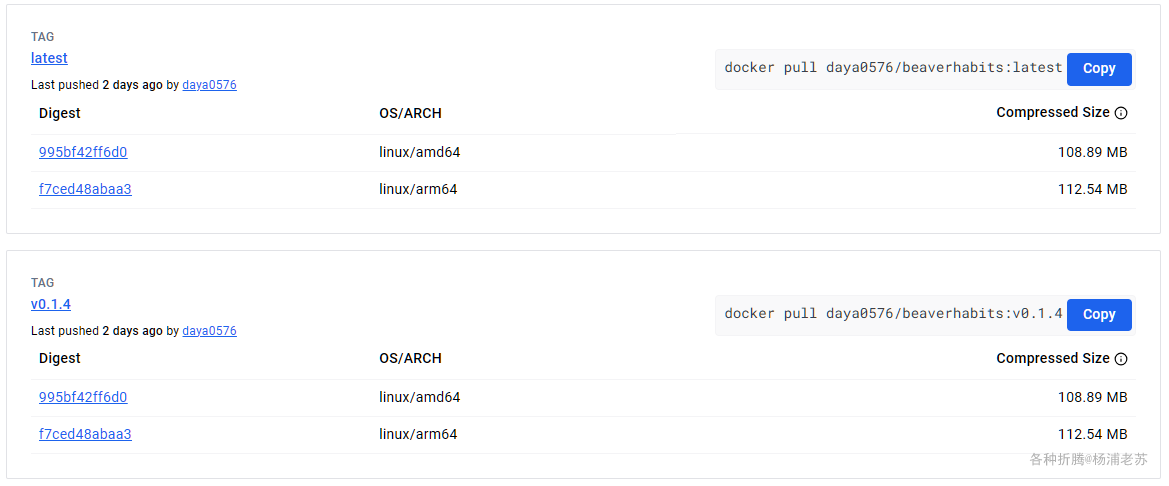 TAG
latest
docker pull daya0576/beaverhabits:latest Copy
Last pushed 2 days ago by daya0576
Digest OS/ARCH Compressed Size
995bf42ff6d0 linux/amd64 108.89 MB
f7ced48abaa3 linux/arm64 112.54 MB
TAG
v0.1.4
docker pull daya0576/beaverhabits:v0.1.4 Copy
Last pushed 2 days ago by daya0576
Digest OS/ARCH Compressed Size
995bf42ff6d0 linux/amd64 108.89 MB
f7ced48abaa3 linux/arm64 112.54 MB
各种折腾@杨浦老苏